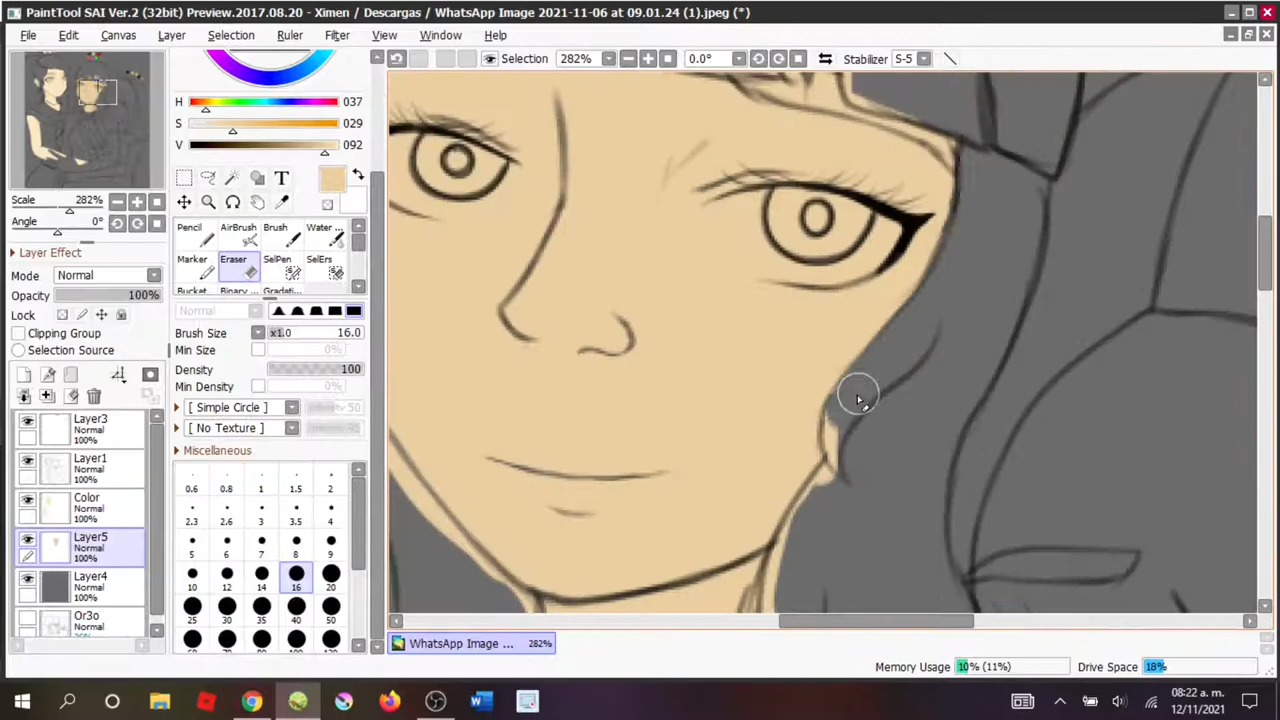 PaintTool SAI Ver.2 (32bit) Preview.2017.08.20 - Ximen / Descargas / WhatsApp Image 2021-11-06 at 09.01.24 (1).jpeg (*)
File Edit Canvas Layer Selection Ruler Filter View Window Help
Selection 282% 0.0° Stabilizer S-5
H 037
S 029
V 092
T
Scale 282%
Angle 0°
Pencil AirBrush Brush Water ...
Marker Eraser SelPen SelErs
Bucket Binary ... Gradati...
Layer Effect
Mode Normal
Opacity 100%
Lock
Clipping Group
Selection Source
Normal
Brush Size x1.0 16.0
Min Size 0%
Density 100
Min Density 0%
[ Simple Circle ] 50
[ No Texture ]
Miscellaneous
0.6 0.8 1 1.5 2
2.3 2.6 3 3.5 4
5 6 7 8 9
10 12 14 16 20
25 30 35 40 50
Layer3
Normal
100%
Layer1
Normal
100%
Color
Normal
100%
Layer5
Normal
100%
Layer4
Normal
100%
Or3o
Normal
WhatsApp Image ... 282%
Memory Usage 10% (11%) Drive Space 18%
08:22 a. m.
12/11/2021